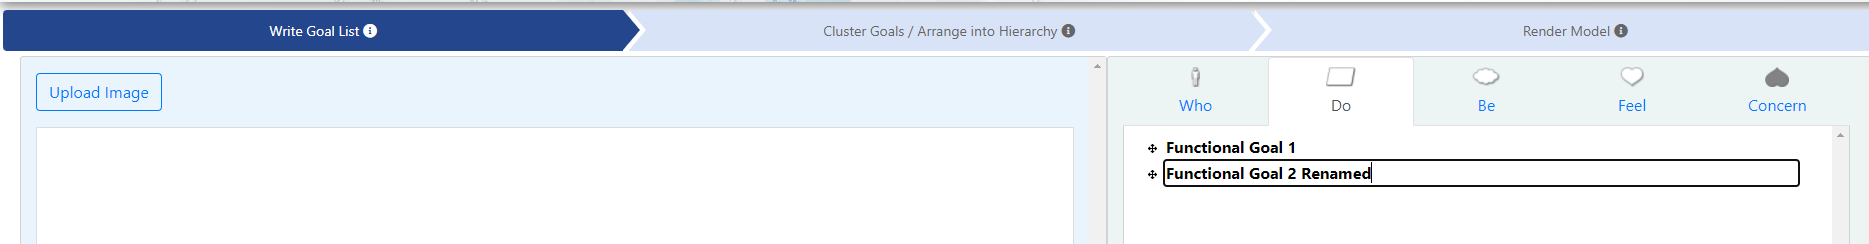 Write Goal List
Cluster Goals / Arrange into Hierarchy
Render Model
Upload Image
Who
Do
Be
Feel
Concern
Functional Goal 1
Functional Goal 2 Renamed